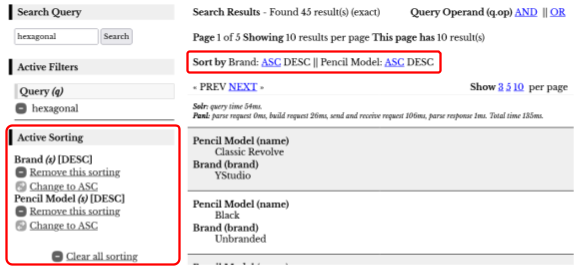 Search Query
hexagonal Search
Active Filters
Query (q)
hexagonal
Active Sorting
Brand (s) [DESC]
Remove this sorting
Change to ASC
Pencil Model (s) [DESC]
Remove this sorting
Change to ASC
Clear all sorting
Search Results - Found 45 result(s) (exact) Query Operand (q.op) AND || OR
Page 1 of 5 Showing 10 results per page This page has 10 result(s)
Sort by Brand: ASC DESC || Pencil Model: ASC DESC
« PREV NEXT » Show 3 5 10 per page
Solr: query time 54ms.
Panl: parse request 0ms, build request 26ms, send and receive request 106ms, parse response 1ms. Total time 135ms.
Pencil Model (name)
Classic Revolve
Brand (brand)
YStudio
Pencil Model (name)
Black
Brand (brand)
Unbranded